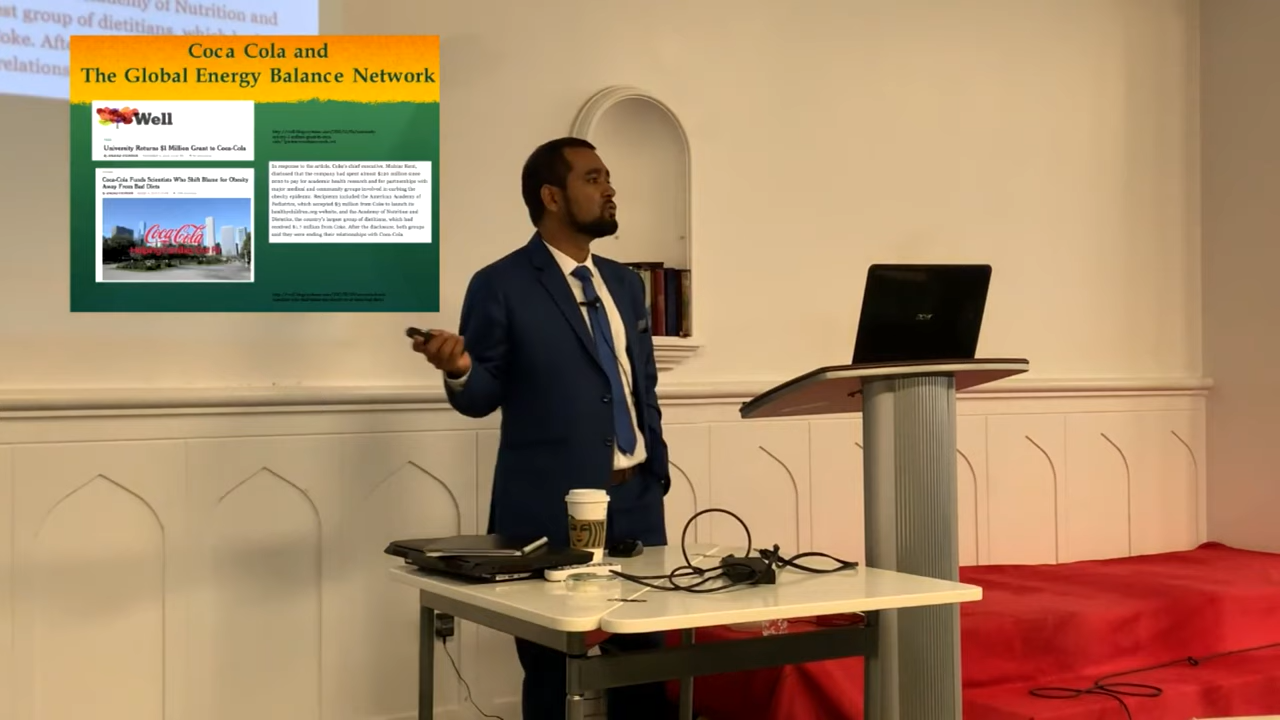 ademy of Nutrition and
st group of dietitians, which
oke. Afte
relations
Coca Cola and
The Global Energy Balance Network
Well
University Returns $1 Million Grant to Coca-Cola
Coca-Cola Funds Scientists Who Shift Blame for Obesity
Away From Bad Diets
Coca-Cola
In response to the article, Coke's chief executive, Muhtar Kent,
disclosed that the company had spent almost $120 million since
2010 to pay for academic health research and for partnerships with
major medical and community groups involved in curbing the
obesity epidemic. Recipients included the American Academy of
Pediatrics, which accepted $3 million from Coke to launch its
healthychildren.org website, and the Academy of Nutrition and
Dietetics, the country's largest group of dietitians, which had
received $1.7 million from Coke. After the disclosure, both groups
said they were ending their relationships with Coca-Cola.
acer